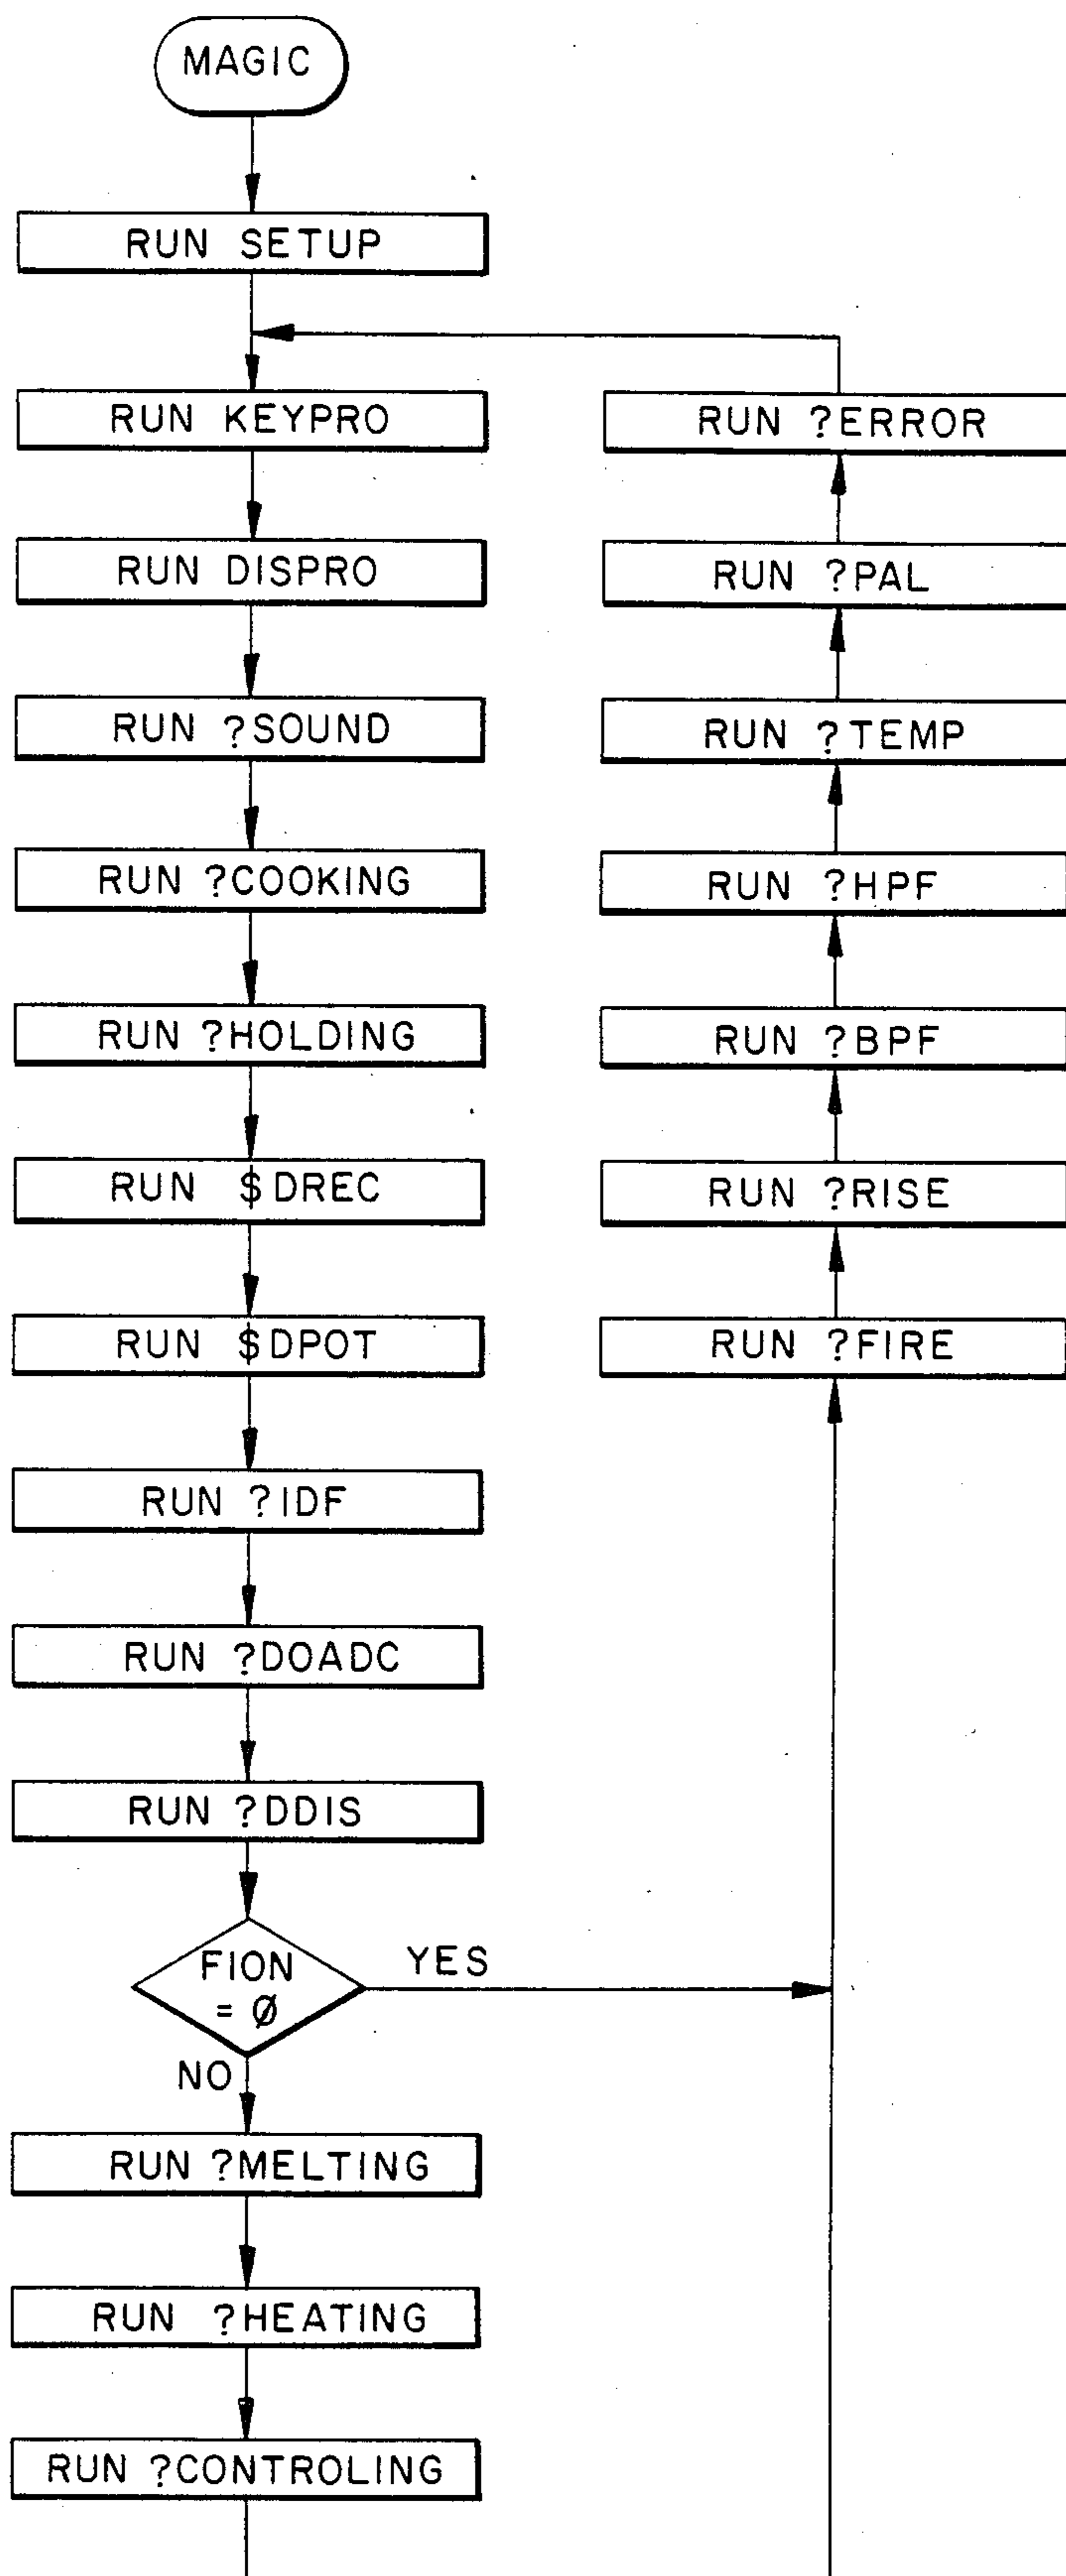 MAGIC
RUN SETUP
RUN KEYPRO
RUN DISPRO
RUN ?SOUND
RUN ?COOKING
RUN ?HOLDING
RUN $DREC
RUN $DPOT
RUN ?IDF
RUN ?DOADC
RUN ?DDIS
FION
= Ø
YES
NO
RUN ?MELTING
RUN ?HEATING
RUN ?CONTROLING
RUN ?ERROR
RUN ?PAL
RUN ?TEMP
RUN ?HPF
RUN ?BPF
RUN ?RISE
RUN ?FIRE